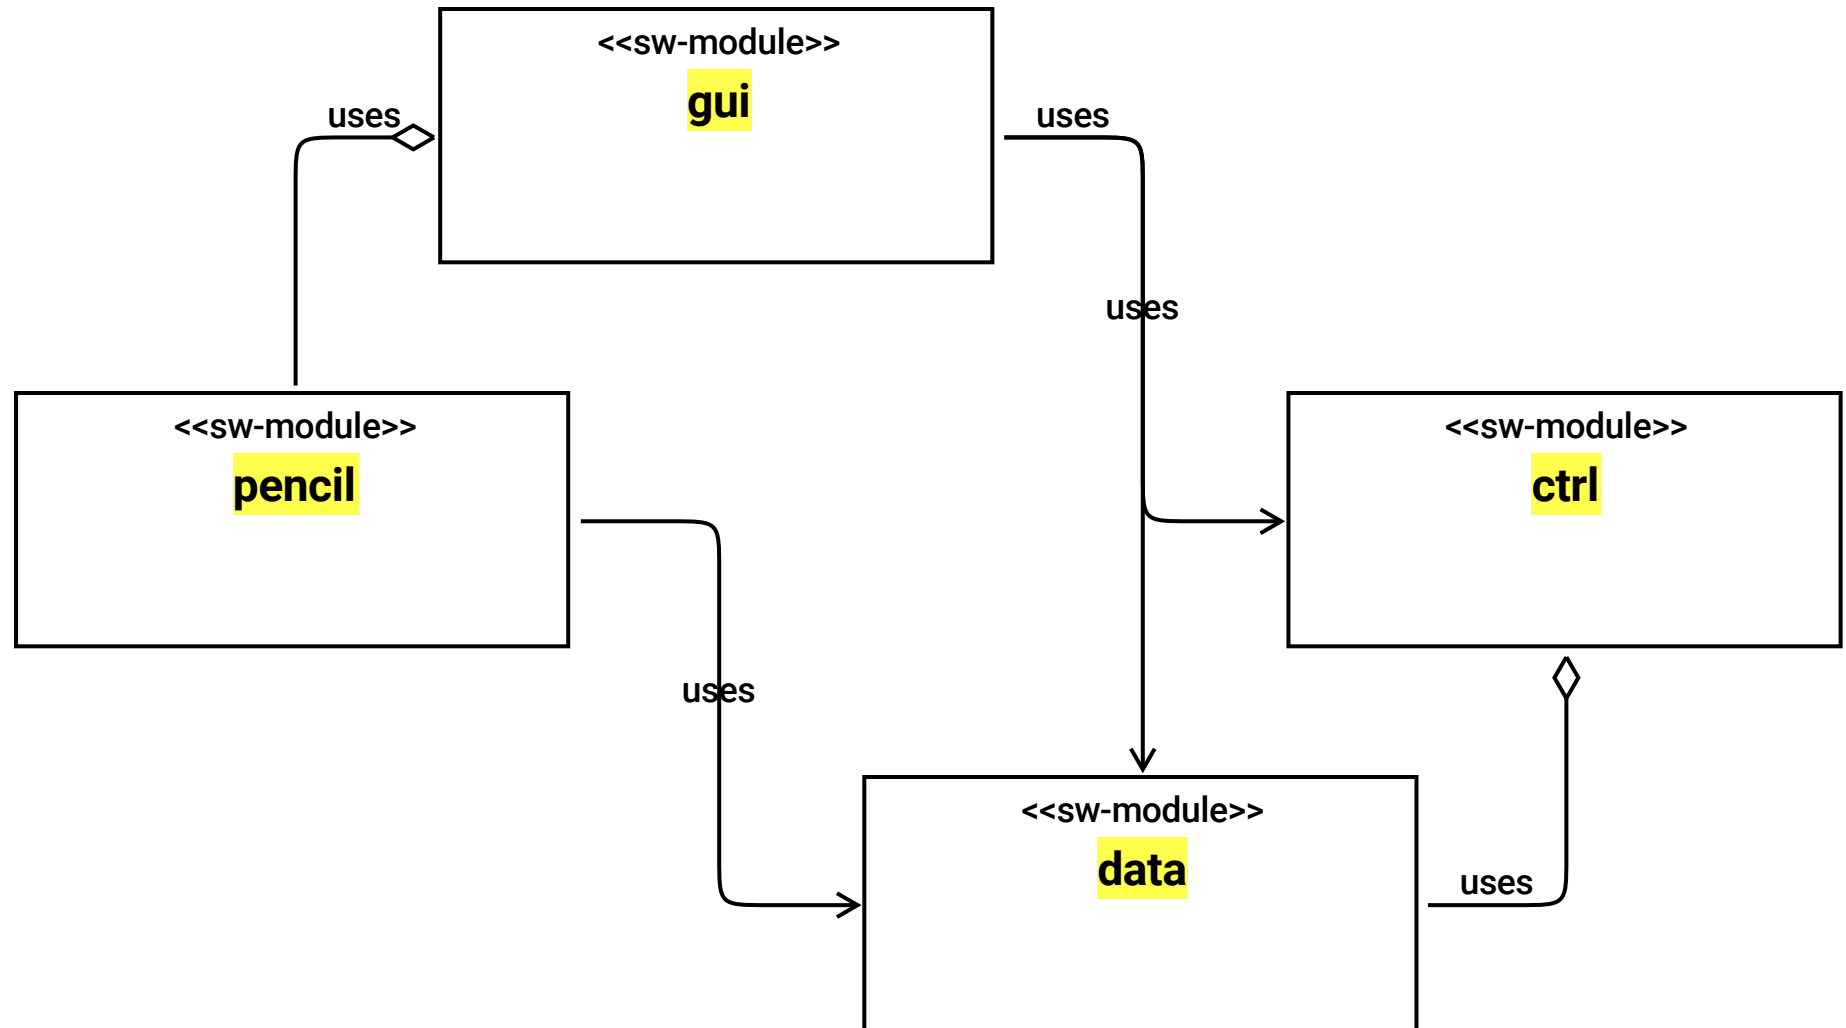 <<sw-module>>
gui
uses
uses
uses
<<sw-module>>
pencil
<<sw-module>>
ctrl
uses
<<sw-module>>
data
uses